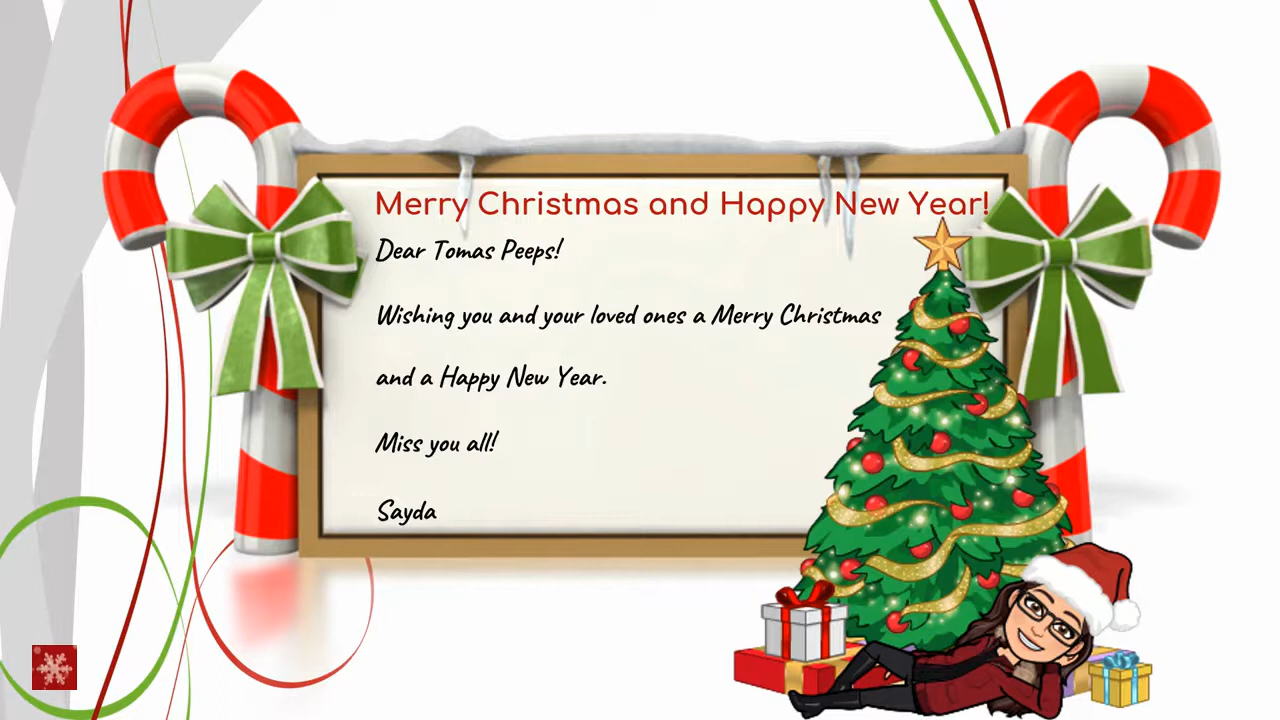 Merry Christmas and Happy New Year!
Dear Tomas Peeps!
Wishing you and your loved ones a Merry Christmas
and a Happy New Year.
Miss you all!
Sayda